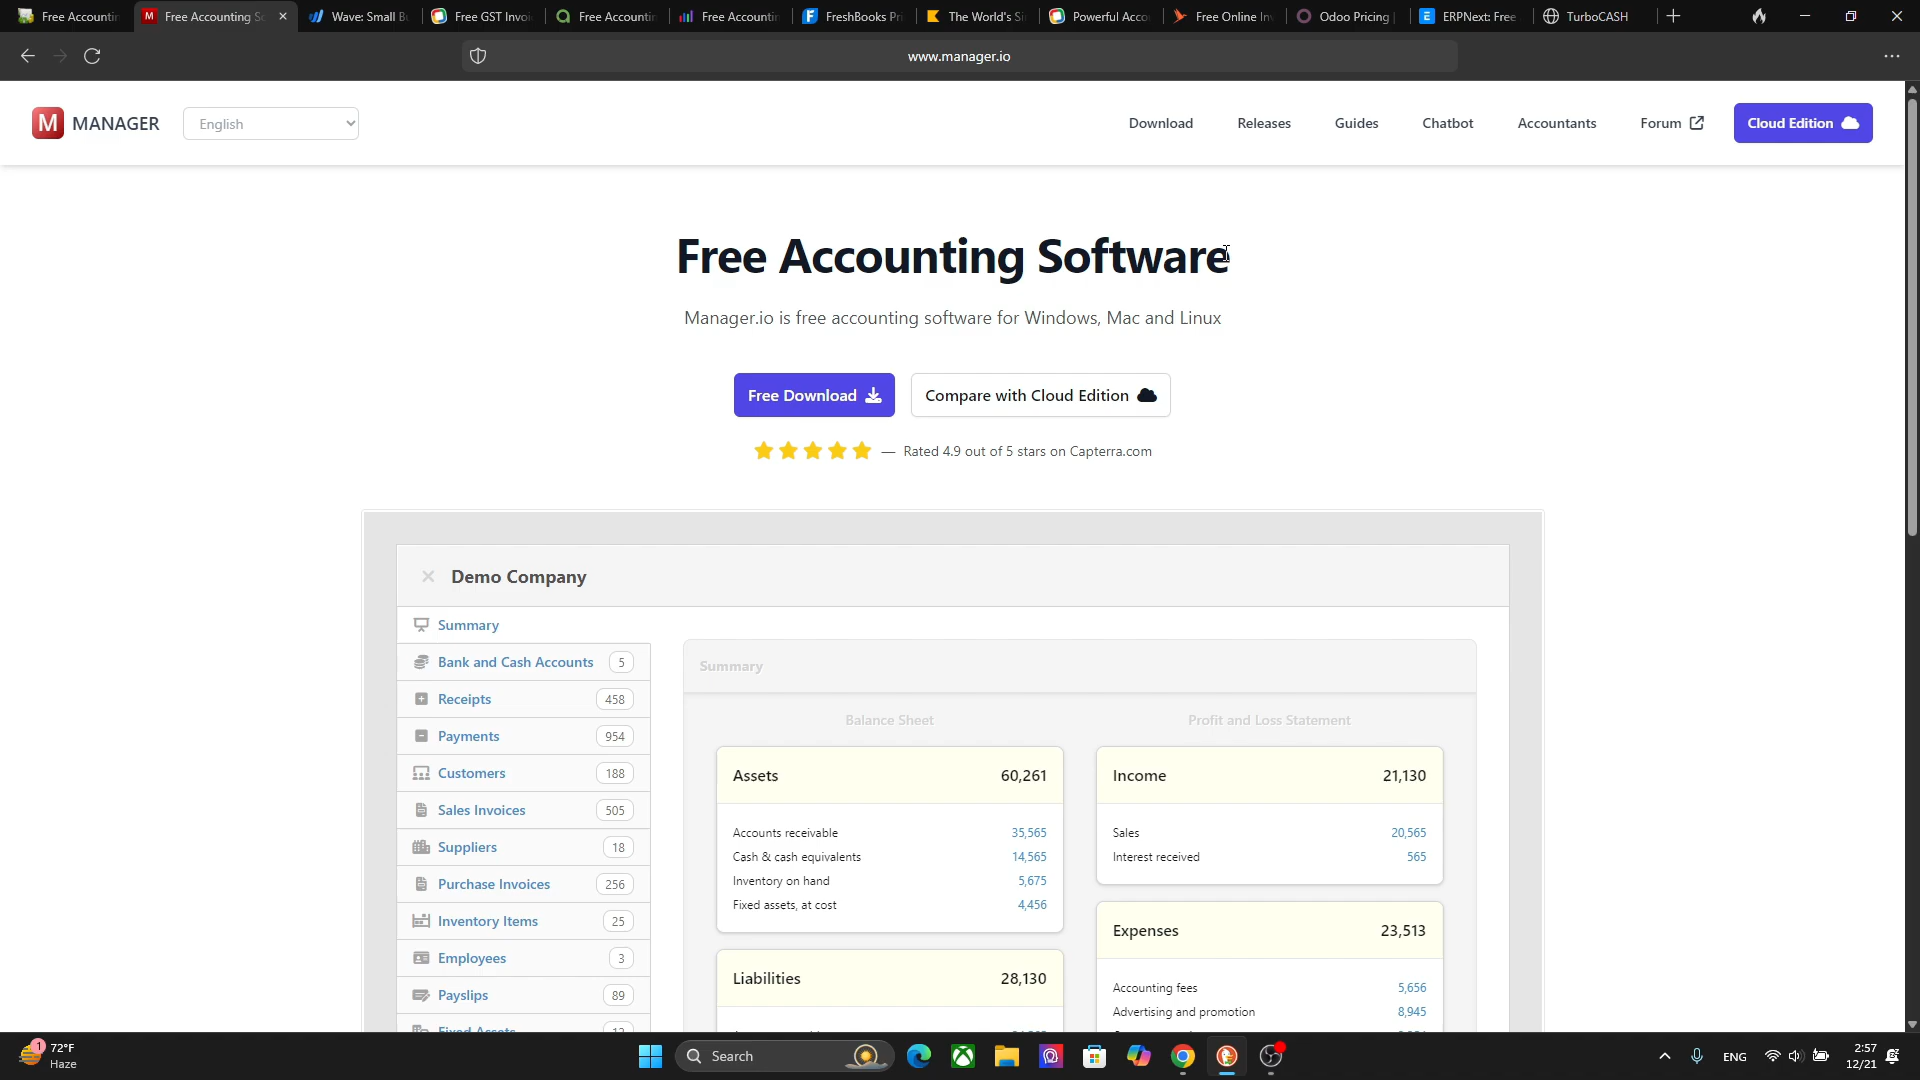 Free Accountin
Free Accounting So
Wave: Small Bu
Free GST Invoi
Free Accountin
Free Accountin
FreshBooks Pri
The World's Si
Powerful Acco
Free Online In
Odoo Pricing |
ERPNext: Free
TurboCASH
www.manager.io
M MANAGER
English
Download
Releases
Guides
Chatbot
Accountants
Forum
Cloud Edition
Free Accounting Software
Manager.io is free accounting software for Windows, Mac and Linux
Free Download
Compare with Cloud Edition
— Rated 4.9 out of 5 stars on Capterra.com
Demo Company
Summary
Bank and Cash Accounts 5
Receipts 458
Payments 954
Customers 188
Sales Invoices 505
Suppliers 18
Purchase Invoices 256
Inventory Items 25
Employees 3
Payslips 89
Fixed Assets
Summary
Balance Sheet
Assets 60,261
Accounts receivable 35,565
Cash & cash equivalents 14,565
Inventory on hand 5,675
Fixed assets, at cost 4,456
Liabilities 28,130
Profit and Loss Statement
Income 21,130
Sales 20,565
Interest received 565
Expenses 23,513
Accounting fees 5,656
Advertising and promotion 8,945
1
72°F
Haze
Search
ENG
2:57
12/21